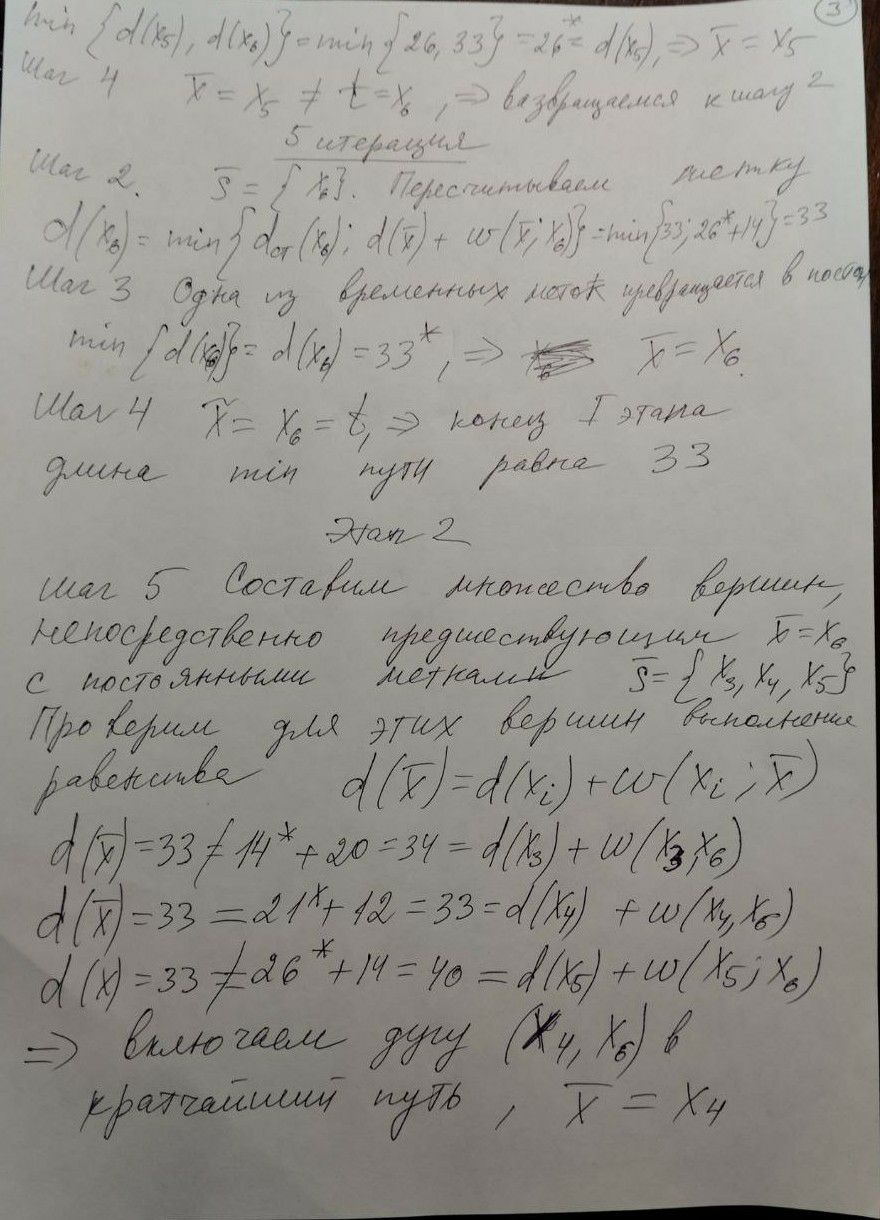 3
min {d(x₅), d(x₆)} = min {26, 33} = 26* = d(x₅), ⇒ x̄ = x₅
Шаг 4 x̄ = x₅ ≠ t = x₆, ⇒ возвращаемся к шагу 2
5 итерация
Шаг 2. S̄ = {x₆}. Пересчитываем метку
d(x₆) = min {dот(x₆); d(x̄) + w(x̄; x₆)} = min{33; 26* + 14} = 33
Шаг 3 Одна из временных меток превращается в постоя
min {d(x₆)} = d(x₆) = 33*, ⇒ x̄ = x₆.
Шаг 4 x̄ = x₆ = t, ⇒ конец I этапа
длина min пути равна 33
Этап 2
Шаг 5 Составим множество вершин,
непосредственно предшествующим x̄ = x₆
с постоянными метками S̄ = {x₃, x₄, x₅}
Проверим для этих вершин выполнение
равенства d(x̄) = d(xᵢ) + w(xᵢ; x̄)
d(x̄) = 33 ≠ 14* + 20 = 34 = d(x₃) + w(x₃; x₆)
d(x̄) = 33 = 21* + 12 = 33 = d(x₄) + w(x₄, x₆)
d(x) = 33 ≠ 26* + 14 = 40 = d(x₅) + w(x₅; x₆)
⇒ включаем дугу (x₄, x₆) в
кратчайший путь, x̄ = x₄